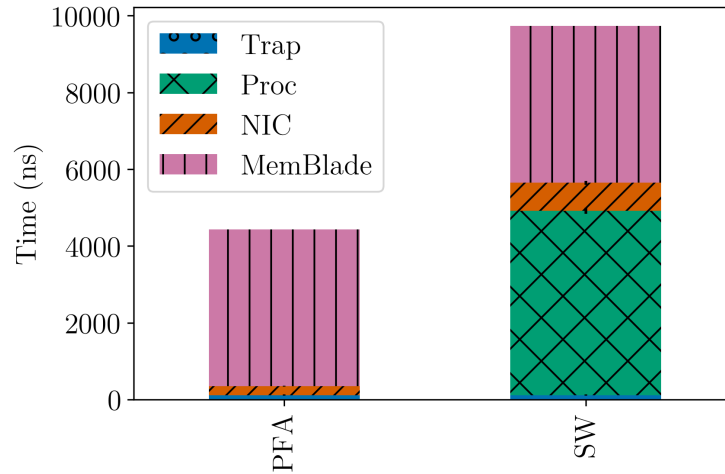 10000
8000
6000
4000
2000
0
Time (ns)
Trap
Proc
NIC
MemBlade
PFA
SW